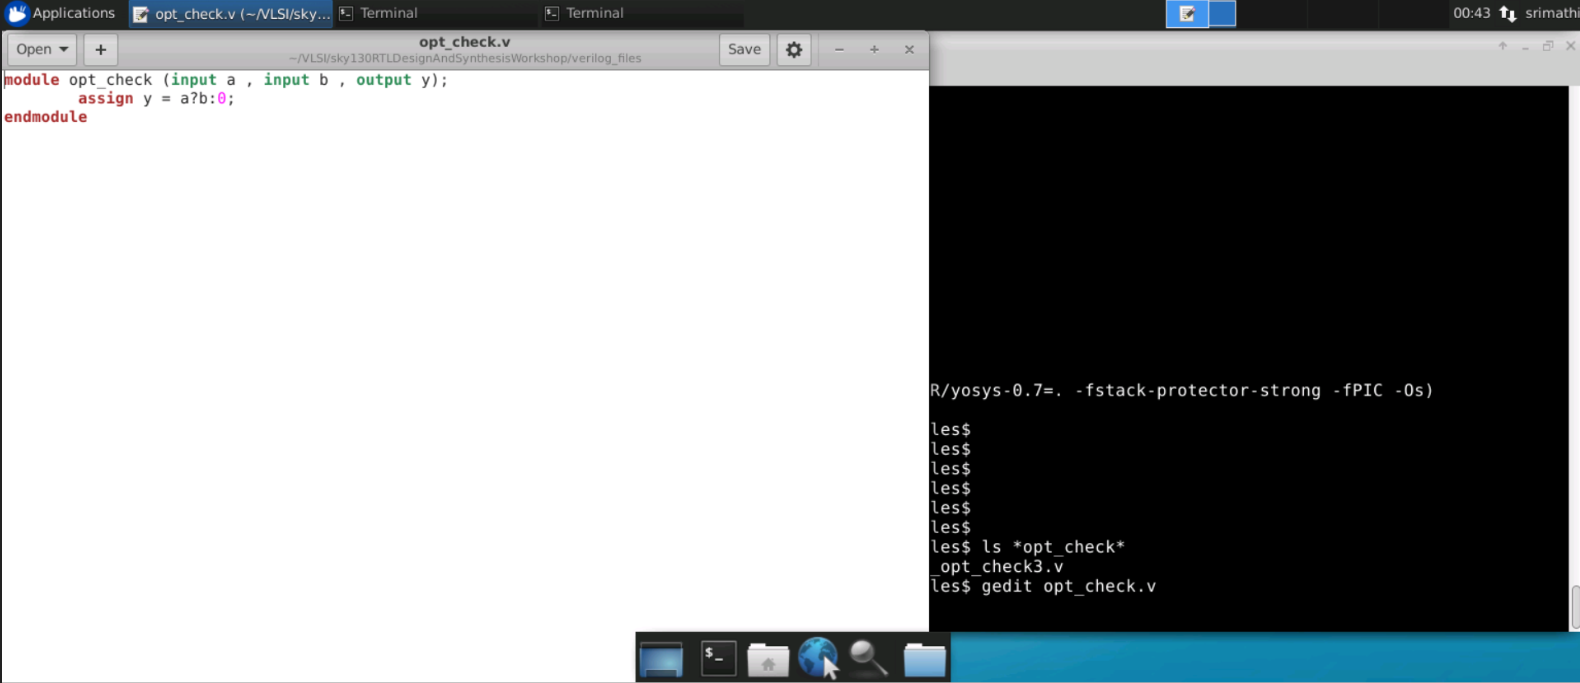 Applications opt_check.v (~/VLSI/sky... Terminal Terminal 00:43 srimathi
Open + opt_check.v Save
~/VLSI/sky130RTLDesignAndSynthesisWorkshop/verilog_files
module opt_check (input a , input b , output y);
assign y = a?b:0;
endmodule
R/yosys-0.7=. -fstack-protector-strong -fPIC -Os)
les$
les$
les$
les$
les$
les$
les$ ls *opt_check*
_opt_check3.v
les$ gedit opt_check.v
$_